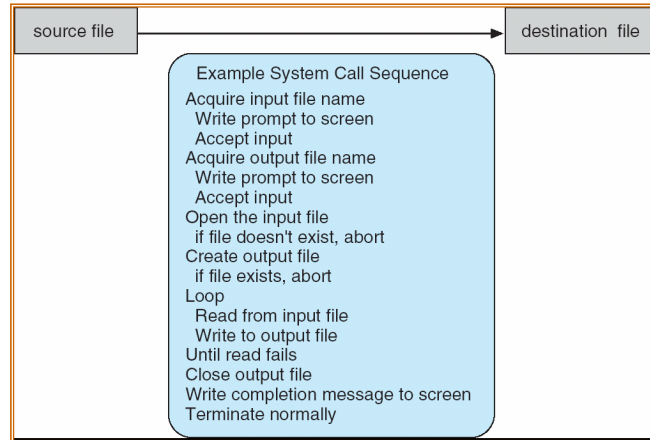 source file
destination file
Example System Call Sequence
Acquire input file name
Write prompt to screen
Accept input
Acquire output file name
Write prompt to screen
Accept input
Open the input file
if file doesn't exist, abort
Create output file
if file exists, abort
Loop
Read from input file
Write to output file
Until read fails
Close output file
Write completion message to screen
Terminate normally